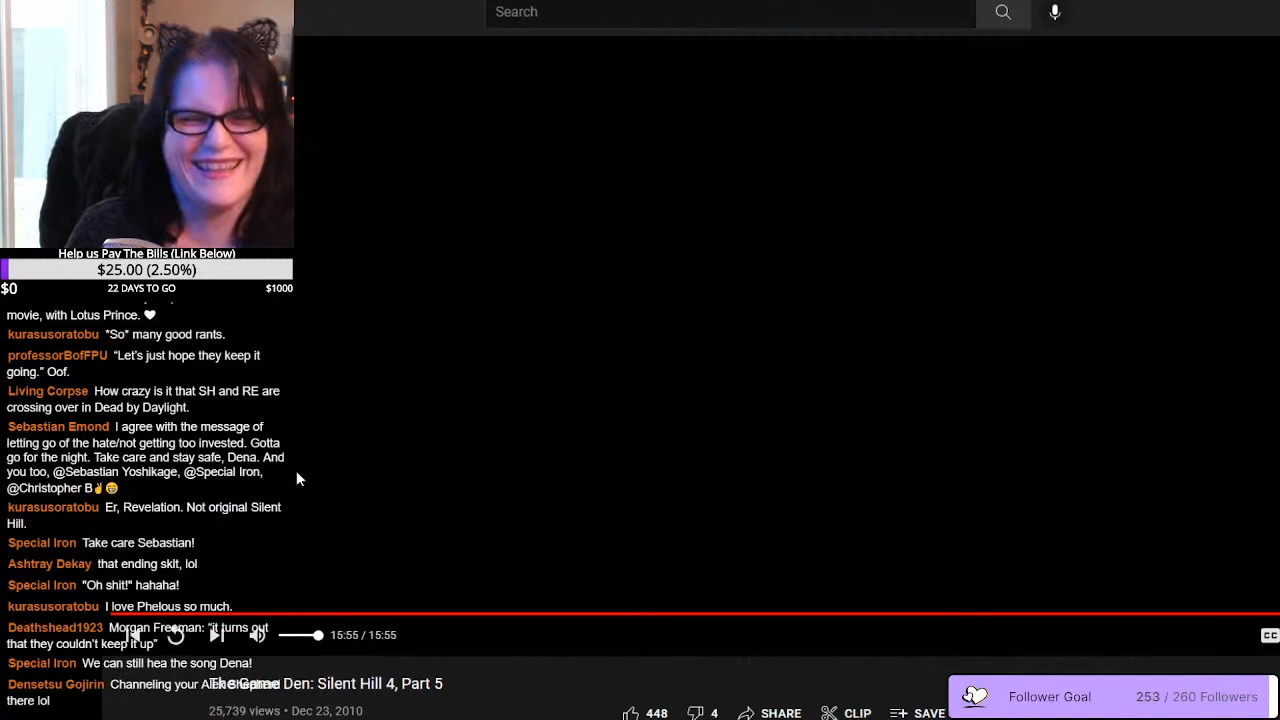 Search
Help us Pay The Bills (Link Below)
$25.00 (2.50%)
$0 22 DAYS TO GO $1000
movie, with Lotus Prince. 🤍
kurasusoratobu *So* many good rants.
professorBofFPU “Let’s just hope they keep it
going.” Oof.
Living Corpse How crazy is it that SH and RE are
crossing over in Dead by Daylight.
Sebastian Emond I agree with the message of
letting go of the hate/not getting too invested. Gotta
go for the night. Take care and stay safe, Dena. And
you too, @Sebastian Yoshikage, @Special Iron,
@Christopher B✌😁
kurasusoratobu Er, Revelation. Not original Silent
Hill.
Special Iron Take care Sebastian!
Ashtray Dekay that ending skit, lol
Special Iron "Oh shit!" hahaha!
kurasusoratobu I love Phelous so much.
Deathshead1923 Morgan Freeman: “it turns out
that they couldn’t keep it up”
Special Iron We can still hea the song Dena!
Densetsu Gojirin Channeling your Alex
there lol
15:55 / 15:55
CC
The Game Den: Silent Hill 4, Part 5
25,739 views • Dec 23, 2010
448 4 SHARE CLIP SAVE
Follower Goal 253 / 260 Followers